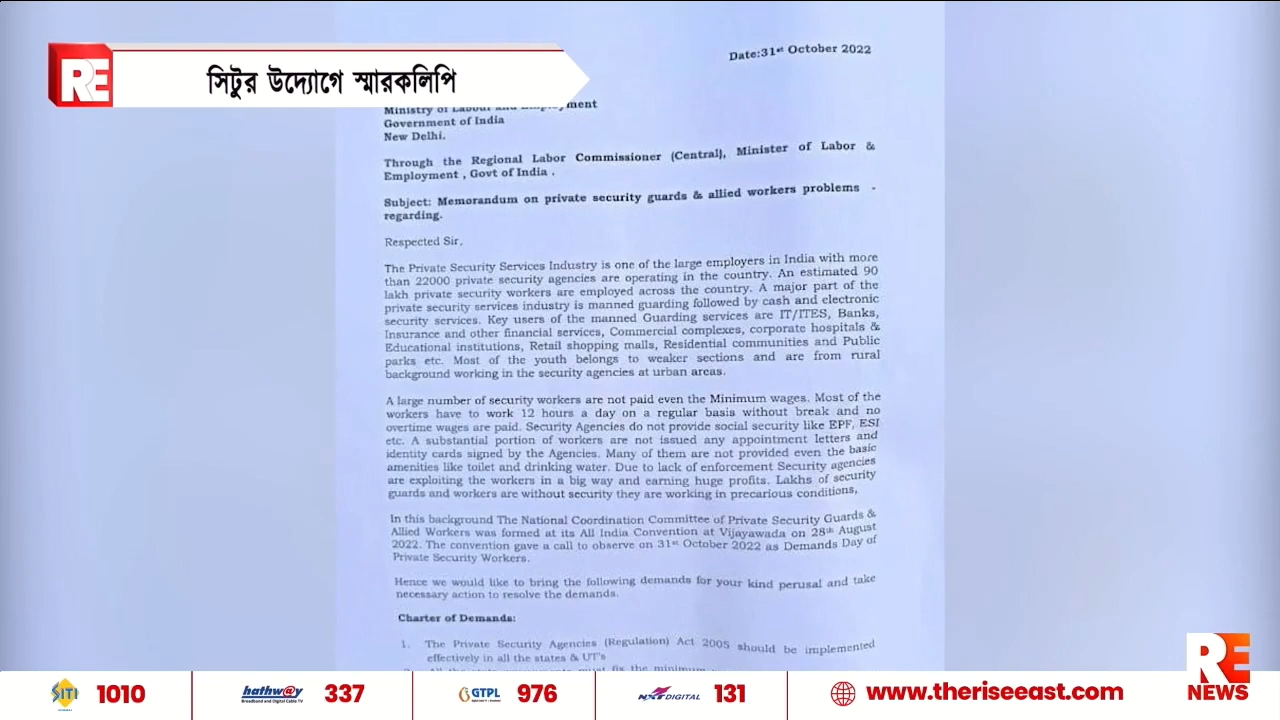 RE
সিটুর উদ্যোগে স্মারকলিপি
Date:31st October 2022
Ministry of Labour and Employment
Government of India
New Delhi.
Through the Regional Labor Commissioner (Central), Minister of Labor &
Employment , Govt of India .
Subject: Memorandum on private security guards & allied workers problems -
regarding.
Respected Sir,
The Private Security Services Industry is one of the large employers in India with more
than 22000 private security agencies are operating in the country. An estimated 90
lakh private security workers are employed across the country. A major part of the
private security services industry is manned guarding followed by cash and electronic
security services. Key users of the manned Guarding services are IT/ITES, Banks,
Insurance and other financial services, Commercial complexes, corporate hospitals &
Educational institutions, Retail shopping malls, Residential communities and Public
parks etc. Most of the youth belongs to weaker sections and are from rural
background working in the security agencies at urban areas.
A large number of security workers are not paid even the Minimum wages. Most of the
workers have to work 12 hours a day on a regular basis without break and no
overtime wages are paid. Security Agencies do not provide social security like EPF, ESI
etc. A substantial portion of workers are not issued any appointment letters and
identity cards signed by the Agencies. Many of them are not provided even the basic
amenities like toilet and drinking water. Due to lack of enforcement Security agencies
are exploiting the workers in a big way and earning huge profits. Lakhs of security
guards and workers are without security they are working in precarious conditions,
In this background The National Coordination Committee of Private Security Guards &
Allied Workers was formed at its All India Convention at Vijayawada on 28th August
2022. The convention gave a call to observe on 31st October 2022 as Demands Day of
Private Security Workers.
Hence we would like to bring the following demands for your kind perusal and take
necessary action to resolve the demands.
Charter of Demands:
1. The Private Security Agencies (Regulation) Act 2005 should be implemented
effectively in all the states & UT's
fix the minimum
RE
NEWS
SITI 1010
hathw@y 337
Broadband and Digital Cable TV
GTPL 976
NXT DIGITAL 131
www.theriseeast.com